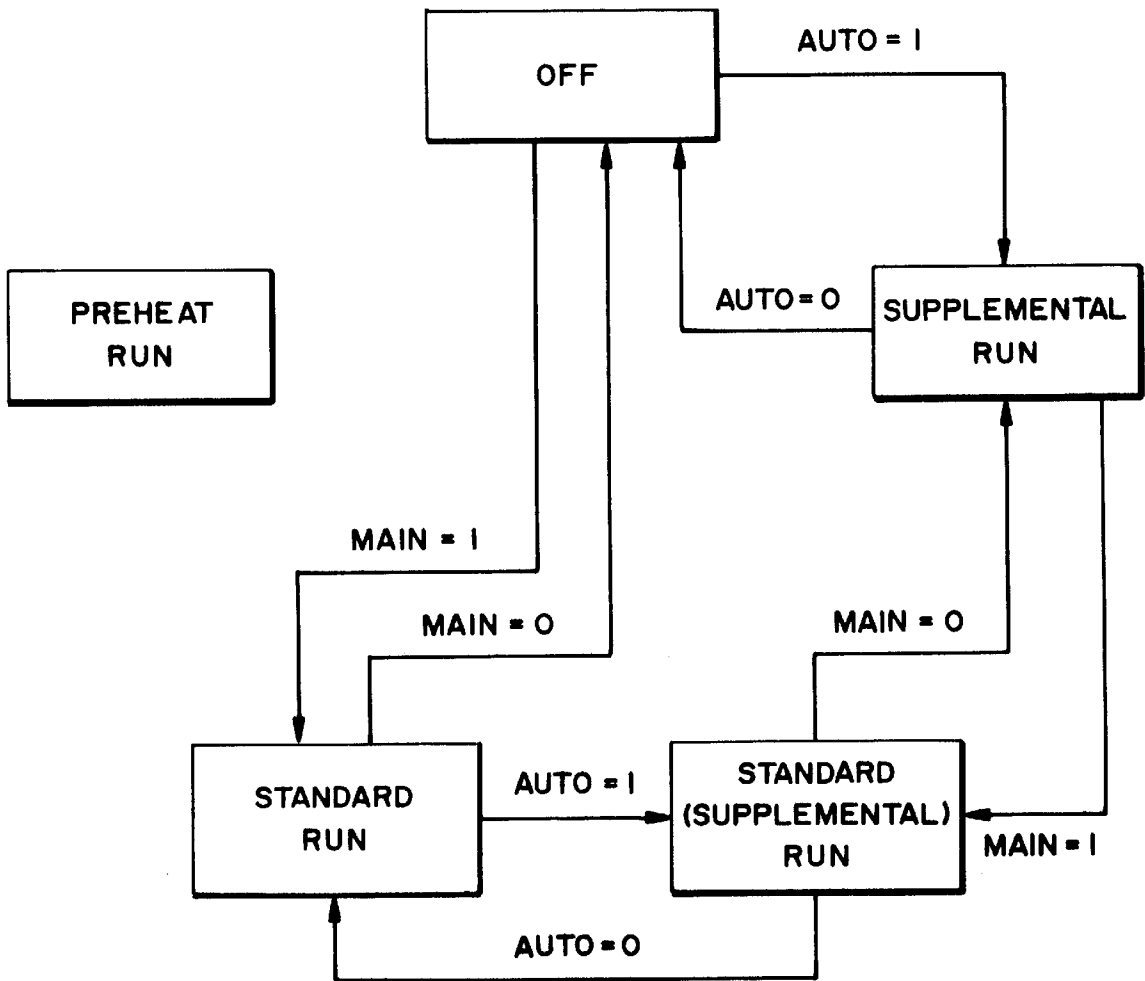 AUTO = 1
OFF
AUTO = 0
SUPPLEMENTAL
RUN
PREHEAT
RUN
MAIN = 1
MAIN = 0
MAIN = 0
STANDARD
RUN
AUTO = 1
STANDARD
(SUPPLEMENTAL)
RUN
MAIN = 1
AUTO = 0